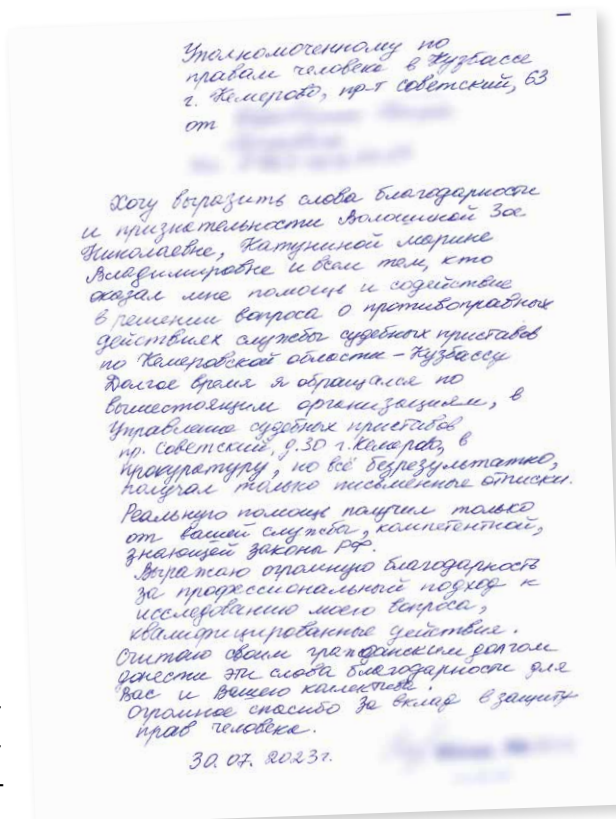 Уполномоченному по
правам человека в Кузбассе
г. Кемерово, пр-т Советский, 63
от
Хочу выразить слова благодарности
и признательности Волошиной Зое
Николаевне, Катуниной Марине
Владимировне и всем тем, кто
оказал мне помощь и содействие
в решении вопроса о противоправных
действиях службы судебных приставов
по Кемеровской области – Кузбассу
Долгое время я обращался по
вышестоящим организациям, в
Управление судебных приставов
пр. Советский, д.30 г. Кемерово, в
прокуратуру, но всё безрезультатно,
получал только письменные отписки.
Реальную помощь получил только
от вашей службы, компетентной,
знающей закона РФ.
Выражаю огромную благодарность
за профессиональный подход к
исследованию моего вопроса,
квалифицированные действия.
Считаю своим гражданским долгом
донести эти слова благодарности для
Вас и Вашего коллектива.
Огромное спасибо за вклад в защиту
прав человека.
30.07.2023г.